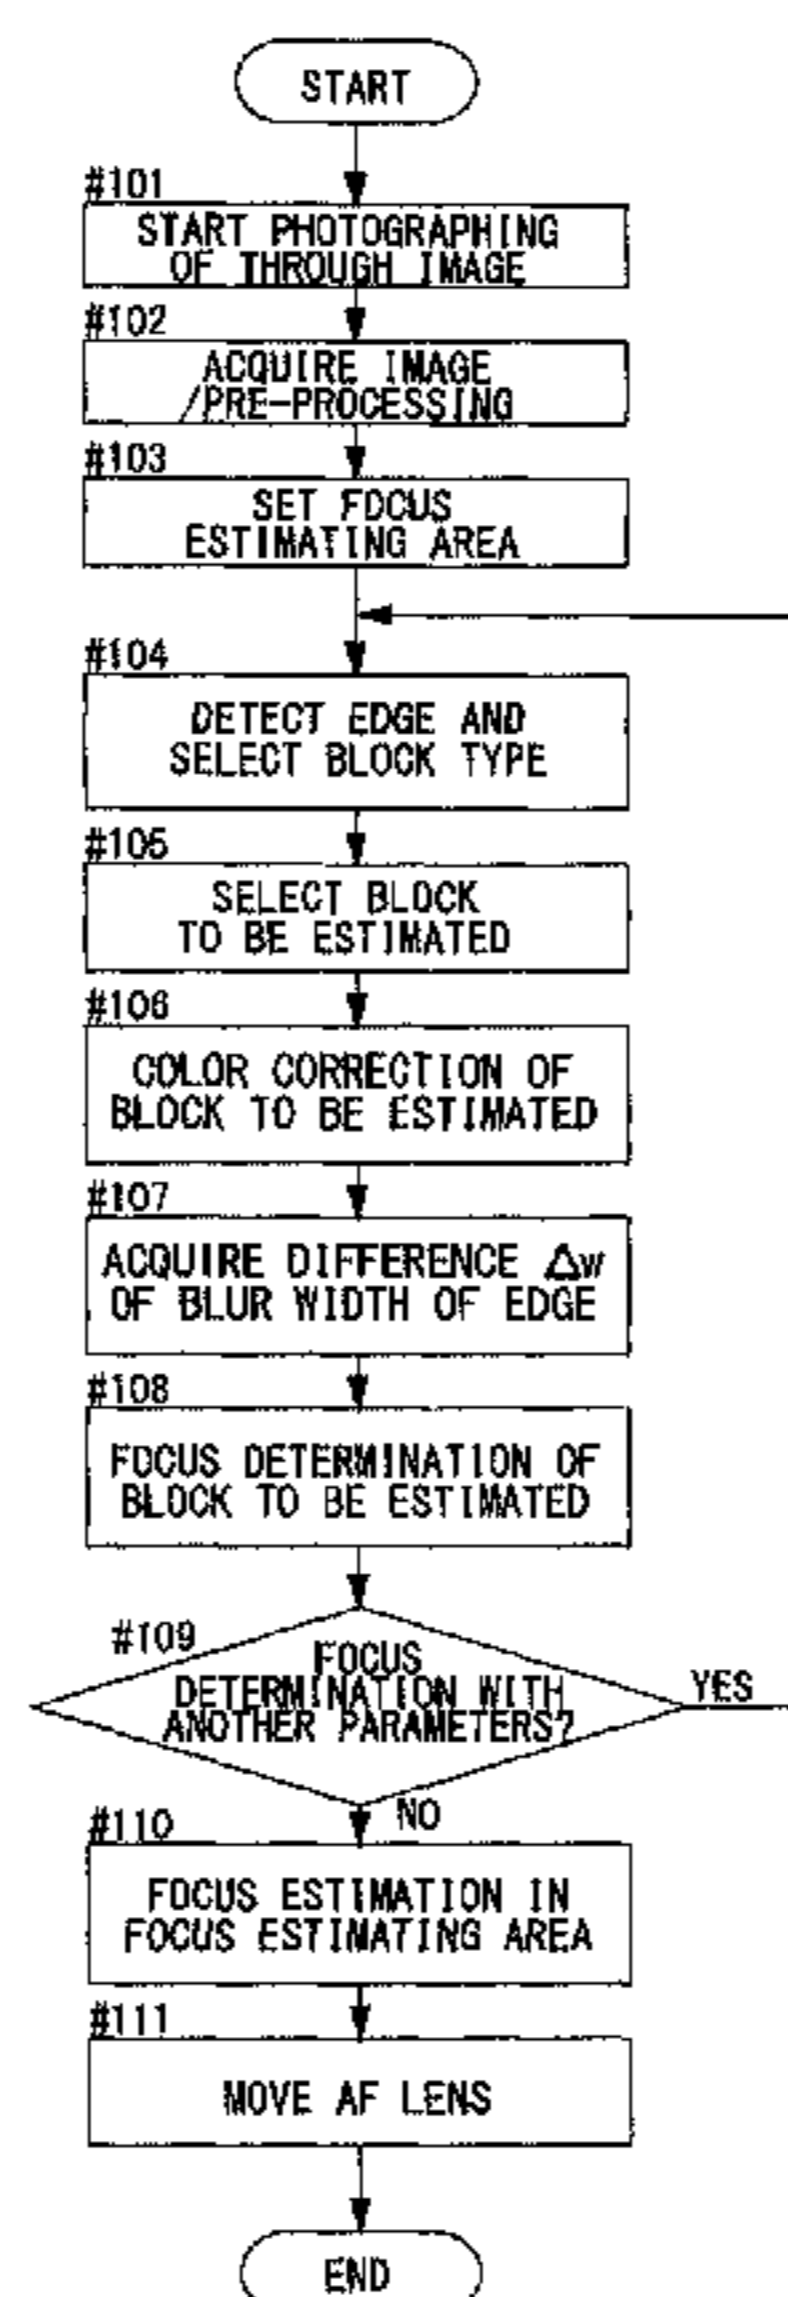 START
#101
START PHOTOGRAPHING
OF THROUGH IMAGE
#102
ACQUIRE IMAGE
/PRE-PROCESSING
#103
SET FOCUS
ESTIMATING AREA
#104
DETECT EDGE AND
SELECT BLOCK TYPE
#105
SELECT BLOCK
TO BE ESTIMATED
#106
COLOR CORRECTION OF
BLOCK TO BE ESTIMATED
#107
ACQUIRE DIFFERENCE Δw
OF BLUR WIDTH OF EDGE
#108
FOCUS DETERMINATION OF
BLOCK TO BE ESTIMATED
#109
FOCUS
DETERMINATION WITH
ANOTHER PARAMETERS?
YES
NO
#110
FOCUS ESTIMATION IN
FOCUS ESTIMATING AREA
#111
MOVE AF LENS
END